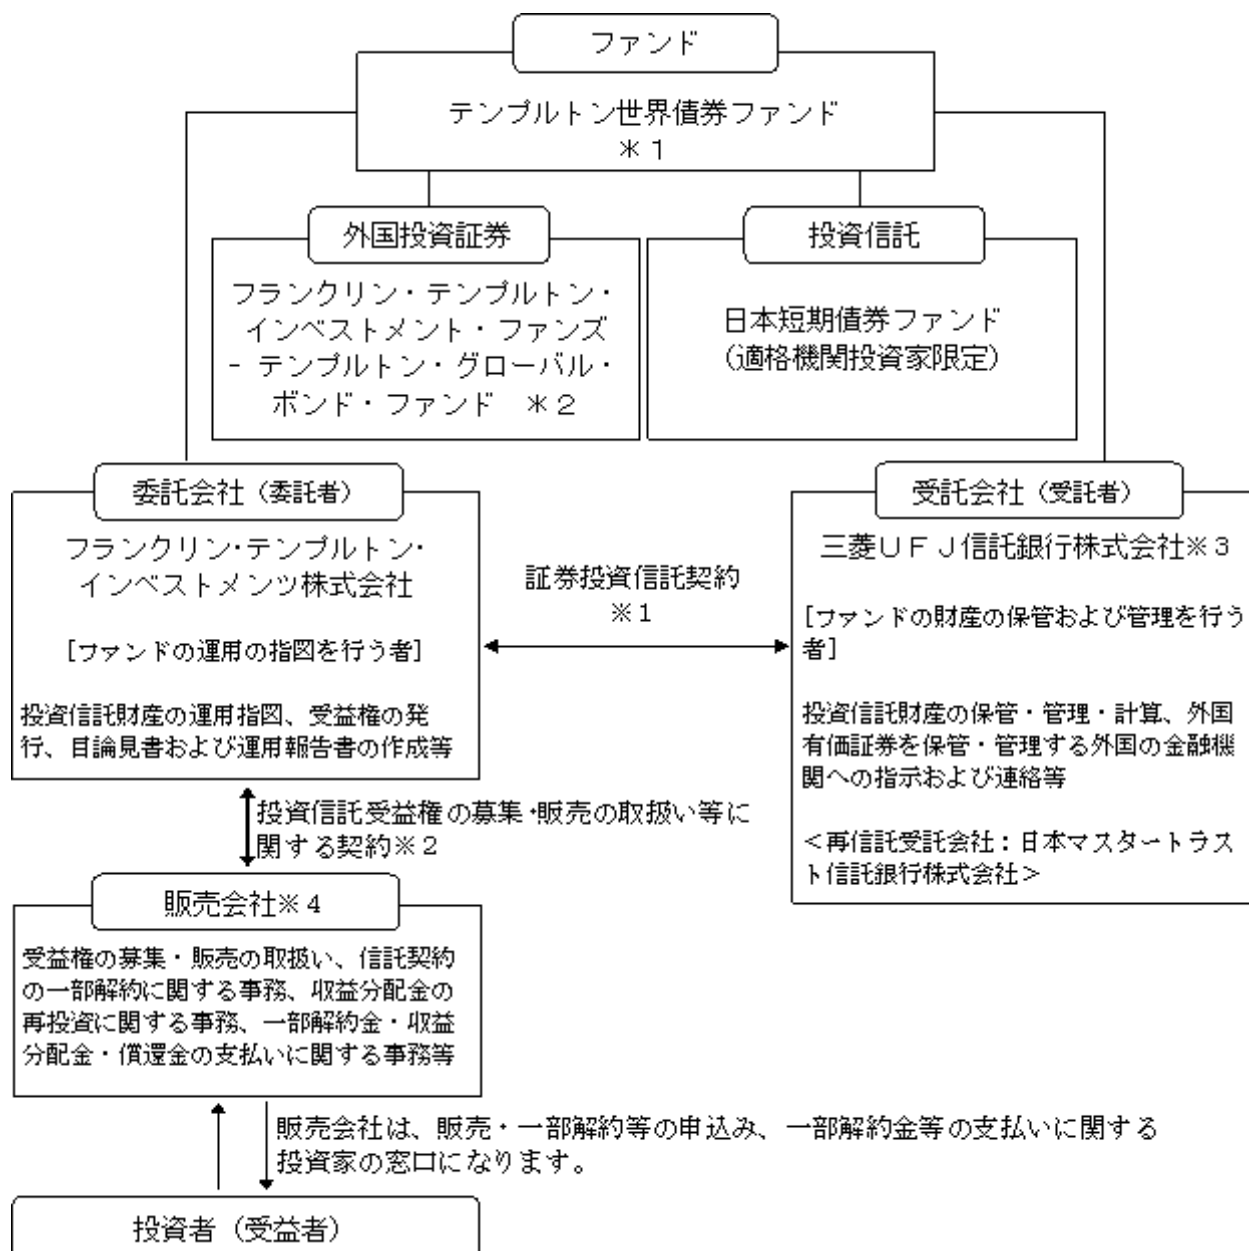 ファンド
テンプルトン世界債券ファンド
＊１
外国投資証券
フランクリン・テンプルトン・
インベストメント・ファンズ
- テンプルトン・グローバル・
ボンド・ファンド　＊２
投資信託
日本短期債券ファンド
（適格機関投資家限定）
委託会社（委託者）
フランクリン・テンプルトン・
インベストメンツ株式会社
[ファンドの運用の指図を行う者]
投資信託財産の運用指図、受益権の発
行、目論見書および運用報告書の作成等
証券投資信託契約
※１
受託会社（受託者）
三菱ＵＦＪ信託銀行株式会社※３
[ファンドの財産の保管および管理を行う
者]
投資信託財産の保管・管理・計算、外国
有価証券を保管・管理する外国の金融機
関への指示および連絡等
＜再信託受託会社：日本マスタートラス
ト信託銀行株式会社＞
投資信託受益権の募集・販売の取扱い等に
関する契約※２
販売会社※４
受益権の募集・販売の取扱い、信託契約
の一部解約に関する事務、収益分配金の
再投資に関する事務、一部解約金・収益
分配金・償還金の支払いに関する事務等
販売会社は、販売・一部解約等の申込み、一部解約金等の支払いに関する
投資家の窓口になります。
投資者（受益者）